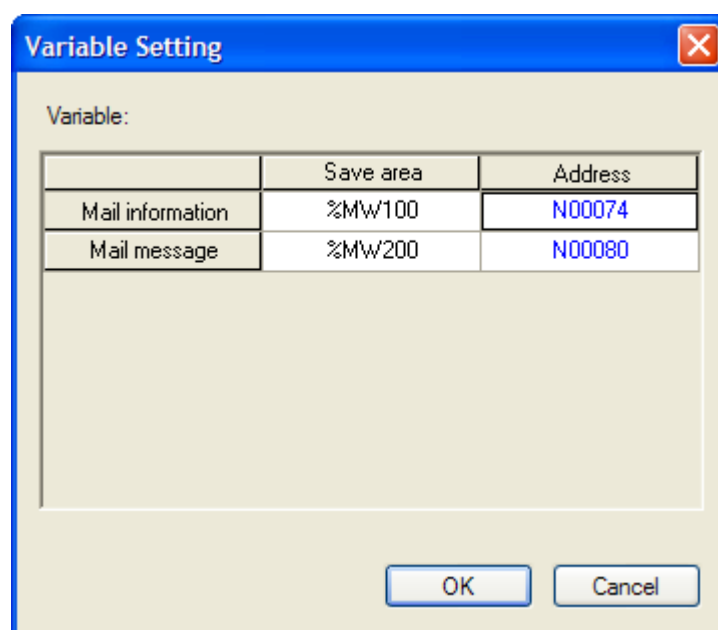 Variable Setting
Variable:
Save area Address
Mail information %MW100 N00074
Mail message %MW200 N00080
OK Cancel